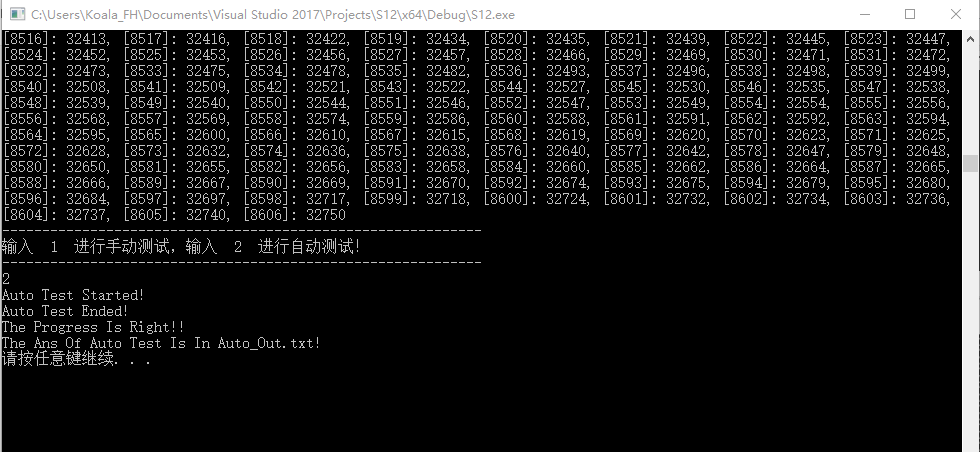 C:\Users\Koala_FH\Documents\Visual Studio 2017\Projects\S12\x64\Debug\S12.exe
[8516]: 32413, [8517]: 32416, [8518]: 32422, [8519]: 32434, [8520]: 32435, [8521]: 32439, [8522]: 32445, [8523]: 32447,
[8524]: 32452, [8525]: 32453, [8526]: 32456, [8527]: 32457, [8528]: 32466, [8529]: 32469, [8530]: 32471, [8531]: 32472,
[8532]: 32473, [8533]: 32475, [8534]: 32478, [8535]: 32482, [8536]: 32493, [8537]: 32496, [8538]: 32498, [8539]: 32499,
[8540]: 32508, [8541]: 32509, [8542]: 32521, [8543]: 32522, [8544]: 32527, [8545]: 32530, [8546]: 32535, [8547]: 32538,
[8548]: 32539, [8549]: 32540, [8550]: 32544, [8551]: 32546, [8552]: 32547, [8553]: 32549, [8554]: 32554, [8555]: 32556,
[8556]: 32568, [8557]: 32569, [8558]: 32574, [8559]: 32586, [8560]: 32588, [8561]: 32591, [8562]: 32592, [8563]: 32594,
[8564]: 32595, [8565]: 32600, [8566]: 32610, [8567]: 32615, [8568]: 32619, [8569]: 32620, [8570]: 32623, [8571]: 32625,
[8572]: 32628, [8573]: 32632, [8574]: 32636, [8575]: 32638, [8576]: 32640, [8577]: 32642, [8578]: 32647, [8579]: 32648,
[8580]: 32650, [8581]: 32655, [8582]: 32656, [8583]: 32658, [8584]: 32660, [8585]: 32662, [8586]: 32664, [8587]: 32665,
[8588]: 32666, [8589]: 32667, [8590]: 32669, [8591]: 32670, [8592]: 32674, [8593]: 32675, [8594]: 32679, [8595]: 32680,
[8596]: 32684, [8597]: 32697, [8598]: 32717, [8599]: 32718, [8600]: 32724, [8601]: 32732, [8602]: 32734, [8603]: 32736,
[8604]: 32737, [8605]: 32740, [8606]: 32750
------------------------------------------------------------
输入  1  进行手动测试，输入  2  进行自动测试!
------------------------------------------------------------
2
Auto Test Started!
Auto Test Ended!
The Progress Is Right!!
The Ans Of Auto Test Is In Auto_Out.txt!
请按任意键继续. . .